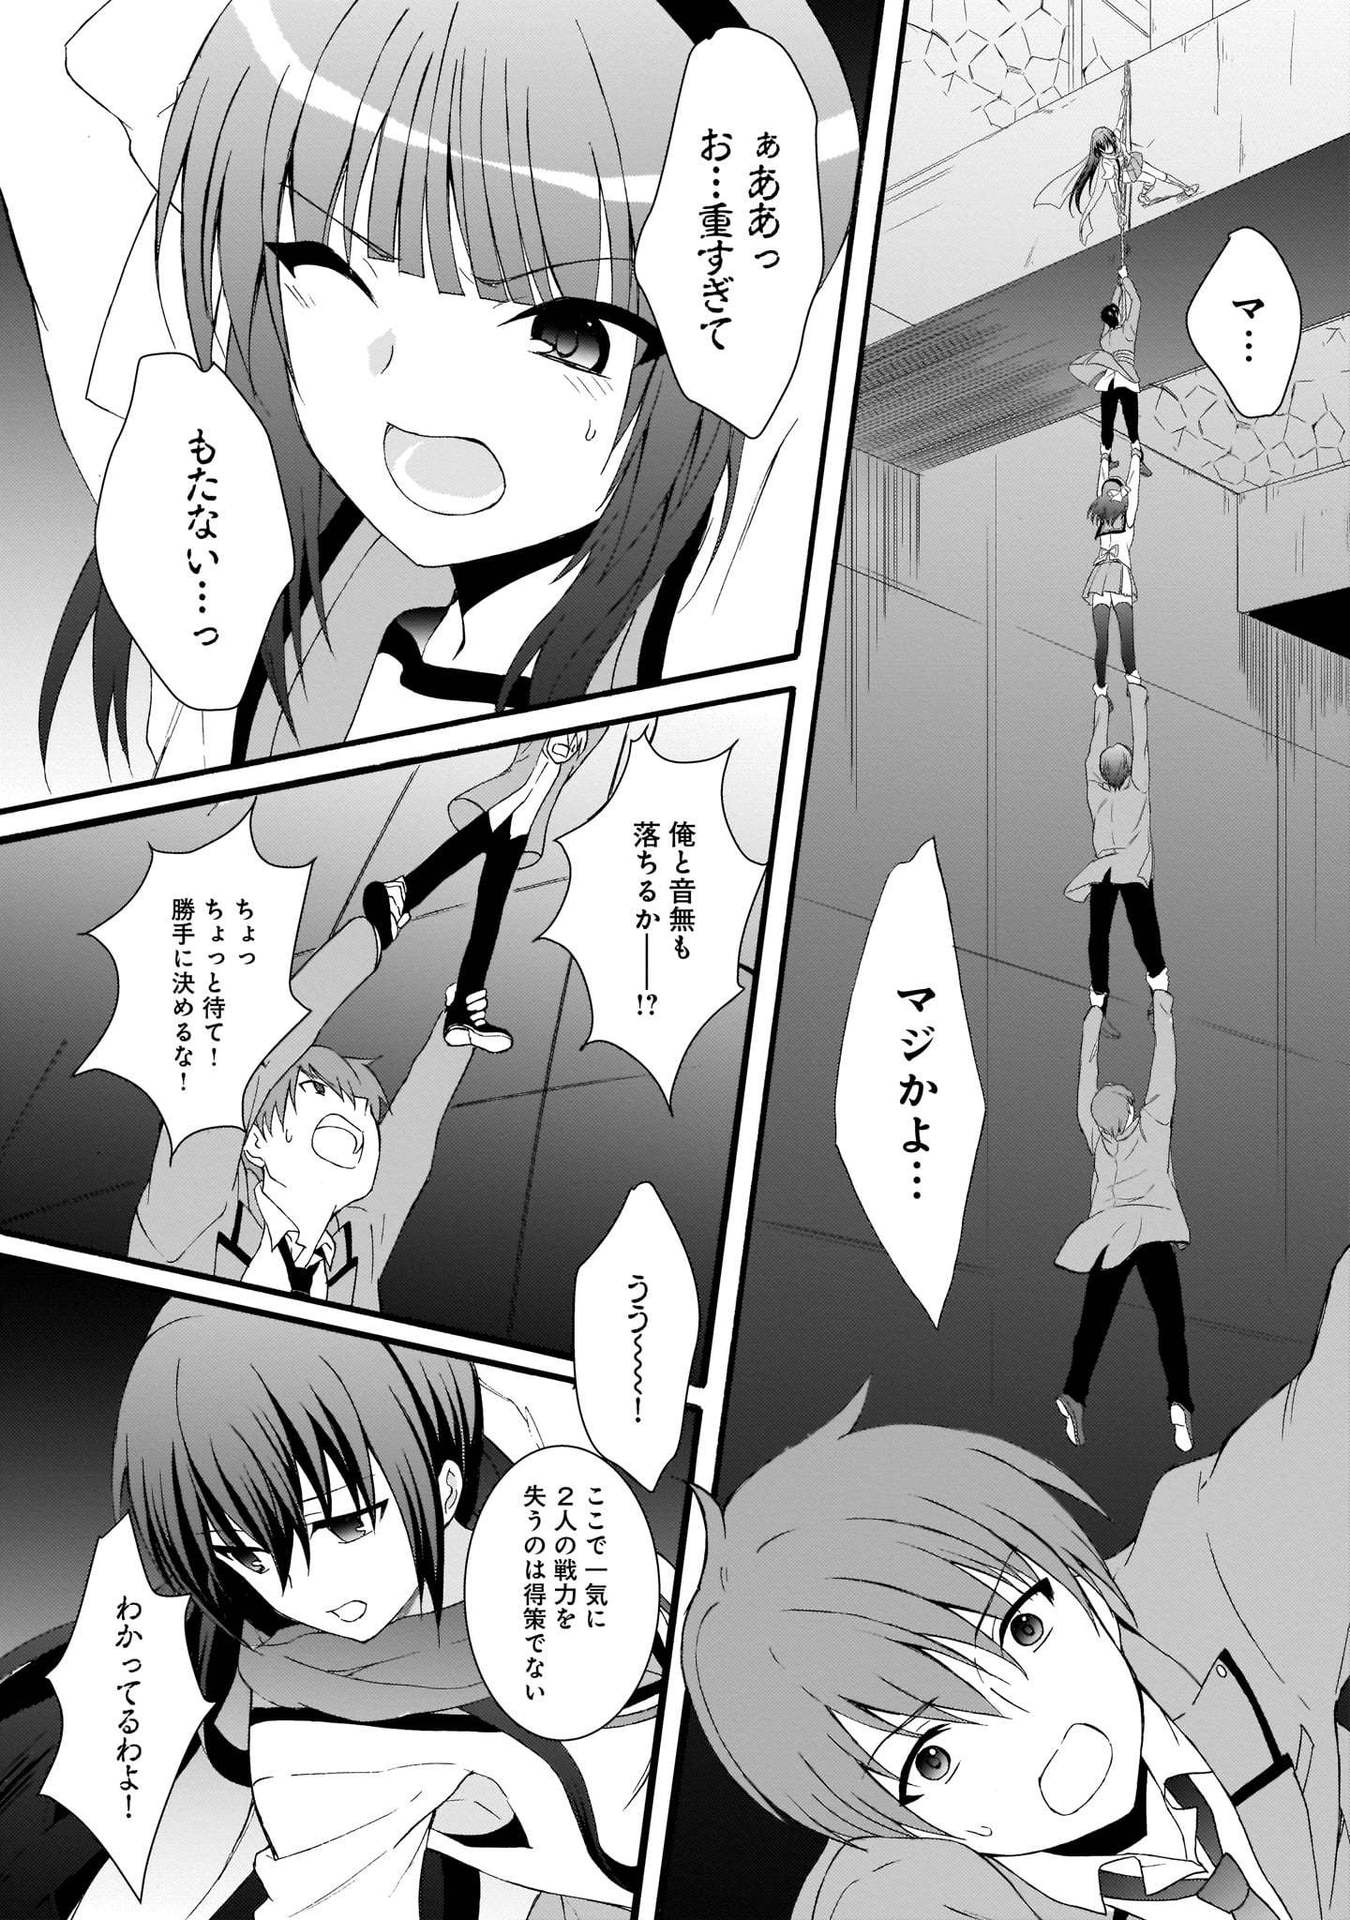 マ…
マジかよ…
ぁああっ
お…重すぎて
もたない…っ
俺と音無も
落ちるか――!?
ちょっ
ちょっと待て！
勝手に決めるな！
うう～～～！
ここで一気に
2人の戦力を
失うのは得策でない
わかってるわよ！